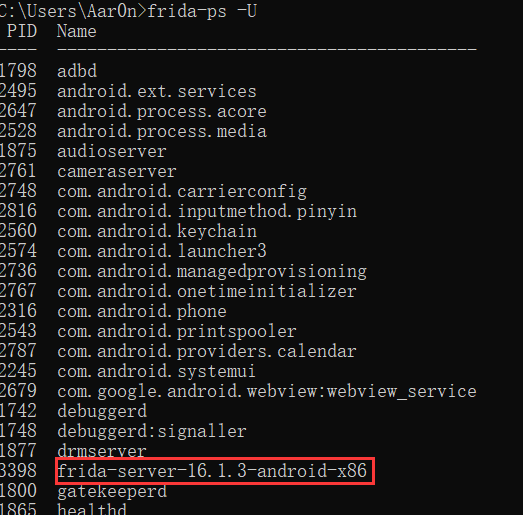 C:\Users\Aar0n>frida-ps -U
 PID  Name
----  ------------------------------------------
1798  adbd
2495  android.ext.services
2647  android.process.acore
2528  android.process.media
1875  audioserver
2761  cameraserver
2748  com.android.carrierconfig
2816  com.android.inputmethod.pinyin
2560  com.android.keychain
2574  com.android.launcher3
2736  com.android.managedprovisioning
2767  com.android.onetimeinitializer
2316  com.android.phone
2543  com.android.printspooler
2787  com.android.providers.calendar
2245  com.android.systemui
2679  com.google.android.webview:webview_service
1742  debuggerd
1748  debuggerd:signaller
1877  drmserver
3398  frida-server-16.1.3-android-x86
1800  gatekeeperd
1865  healthd